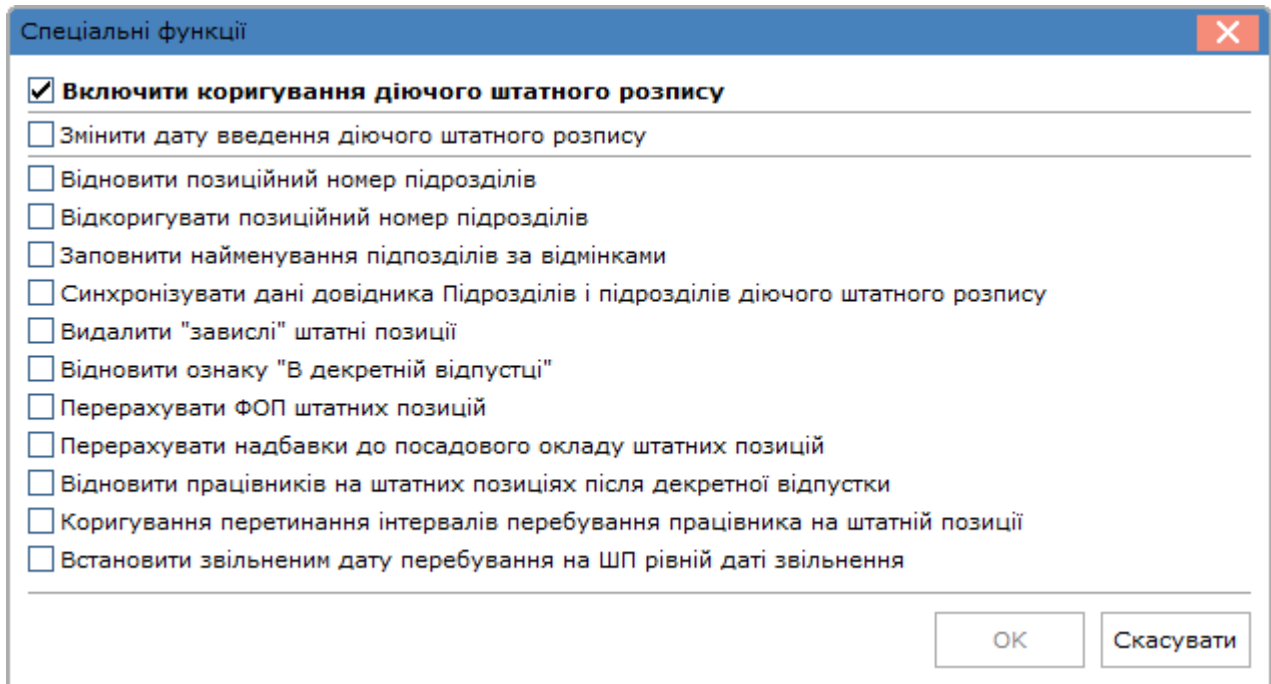 Спеціальні функції
Включити коригування діючого штатного розпису
Змінити дату введення діючого штатного розпису
Відновити позиційний номер підрозділів
Відкоригувати позиційний номер підрозділів
Заповнити найменування підпозділів за відмінками
Синхронізувати дані довідника Підрозділів і підрозділів діючого штатного розпису
Видалити "завислі" штатні позиції
Відновити ознаку "В декретній відпустці"
Перерахувати ФОП штатних позицій
Перерахувати надбавки до посадового окладу штатних позицій
Відновити працівників на штатних позиціях після декретної відпустки
Коригування перетинання інтервалів перебування працівника на штатній позиції
Встановити звільненим дату перебування на ШП рівній даті звільнення
OK
Скасувати